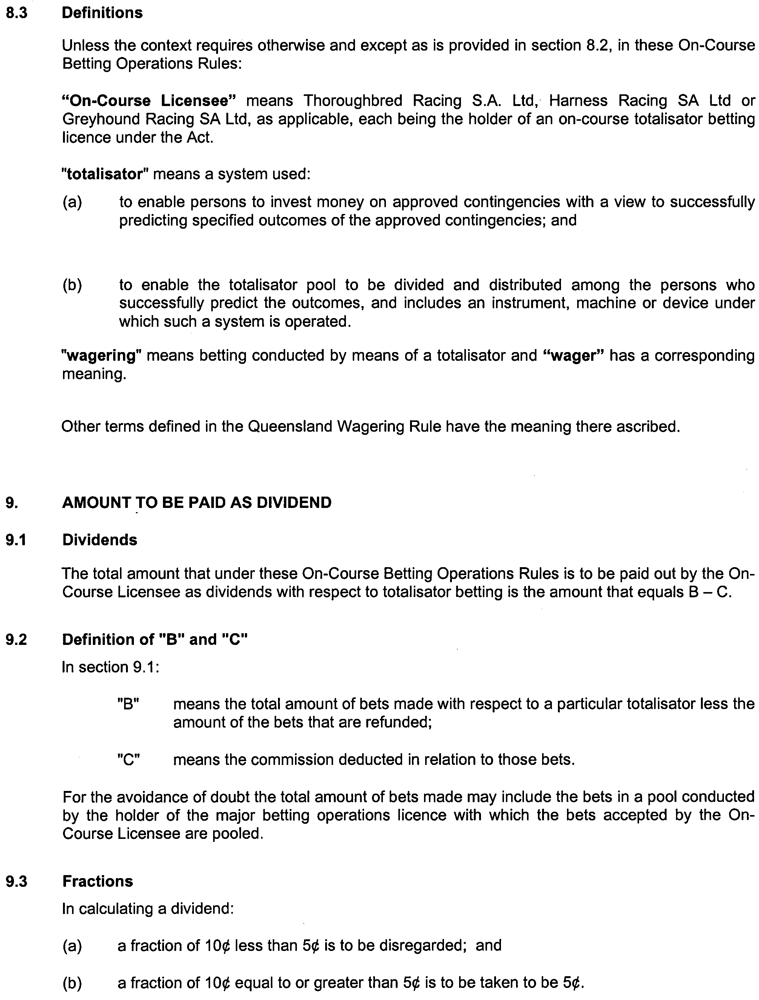 8.3 Definitions
Unless the context requires otherwise and except as is provided in section 8.2, in these On-Course
Betting Operations Rules:
“On-Course Licensee” means Thoroughbred Racing S.A. Ltd, Harness Racing SA Ltd or
Greyhound Racing SA Ltd, as applicable, each being the holder of an on-course totalisator betting
licence under the Act.
"totalisator" means a system used:
(a) to enable persons to invest money on approved contingencies with a view to successfully
predicting specified outcomes of the approved contingencies; and
(b) to enable the totalisator pool to be divided and distributed among the persons who
successfully predict the outcomes, and includes an instrument, machine or device under
which such a system is operated.
"wagering" means betting conducted by means of a totalisator and “wager” has a corresponding
meaning.
Other terms defined in the Queensland Wagering Rule have the meaning there ascribed.
9. AMOUNT TO BE PAID AS DIVIDEND
9.1 Dividends
The total amount that under these On-Course Betting Operations Rules is to be paid out by the On-
Course Licensee as dividends with respect to totalisator betting is the amount that equals B – C.
9.2 Definition of "B" and "C"
In section 9.1:
"B" means the total amount of bets made with respect to a particular totalisator less the
amount of the bets that are refunded;
"C" means the commission deducted in relation to those bets.
For the avoidance of doubt the total amount of bets made may include the bets in a pool conducted
by the holder of the major betting operations licence with which the bets accepted by the On-
Course Licensee are pooled.
9.3 Fractions
In calculating a dividend:
(a) a fraction of 10¢ less than 5¢ is to be disregarded; and
(b) a fraction of 10¢ equal to or greater than 5¢ is to be taken to be 5¢.